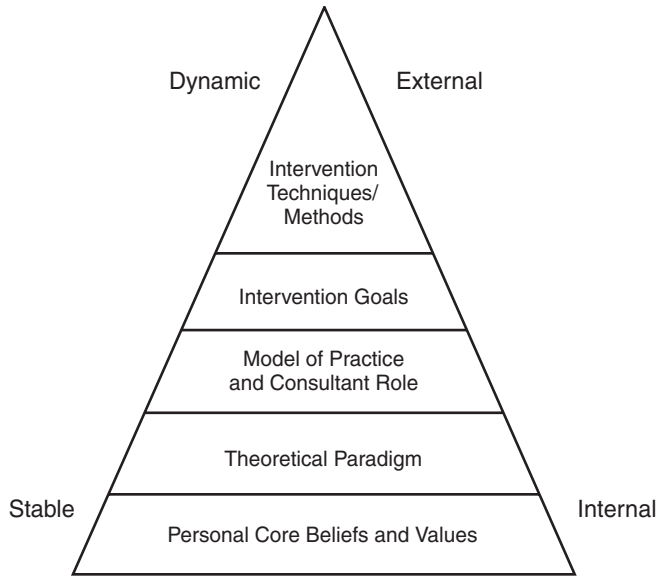 Dynamic
External
Intervention
Techniques/
Methods
Intervention Goals
Model of Practice
and Consultant Role
Theoretical Paradigm
Stable
Internal
Personal Core Beliefs and Values